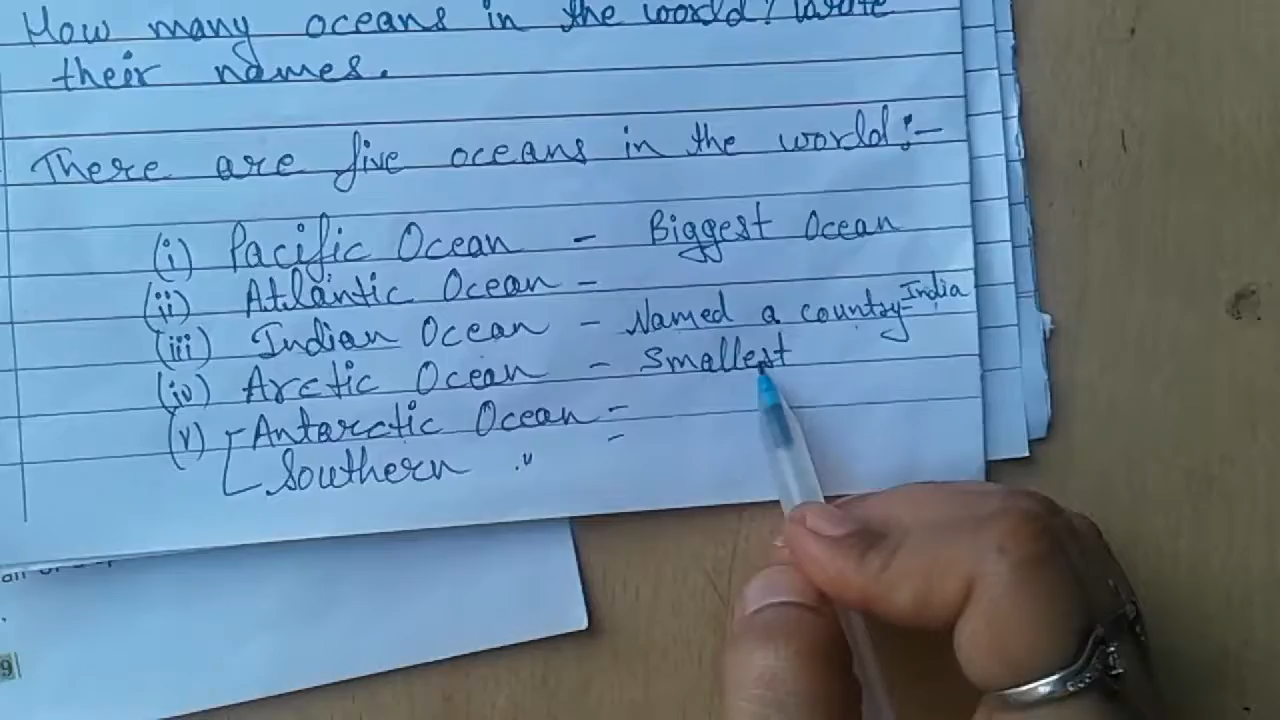 How many oceans in the world? Write
their names.
There are five oceans in the world :-
(i) Pacific Ocean - Biggest Ocean
(ii) Atlantic Ocean -
(iii) Indian Ocean - Named a country-India
(iv) Arctic Ocean - Smallest
(v) Antarctic Ocean -
Southern " -
9